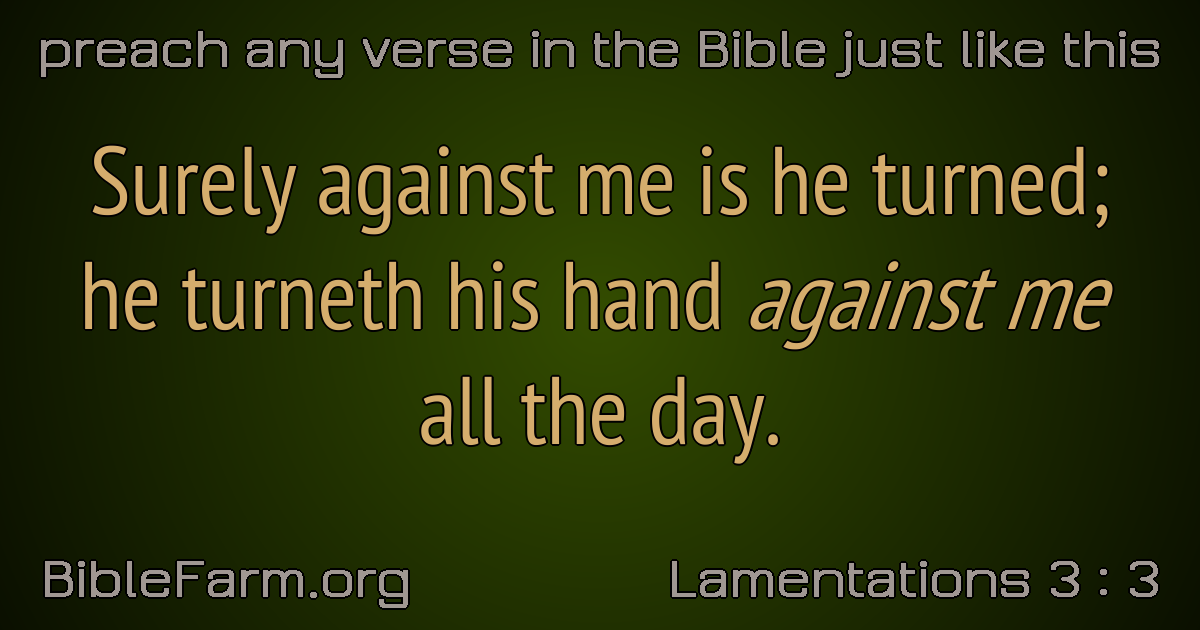 preach any verse in the Bible just like this
Surely against me is he turned;
he turneth his hand against me
all the day.
BibleFarm.org
Lamentations 3 : 3